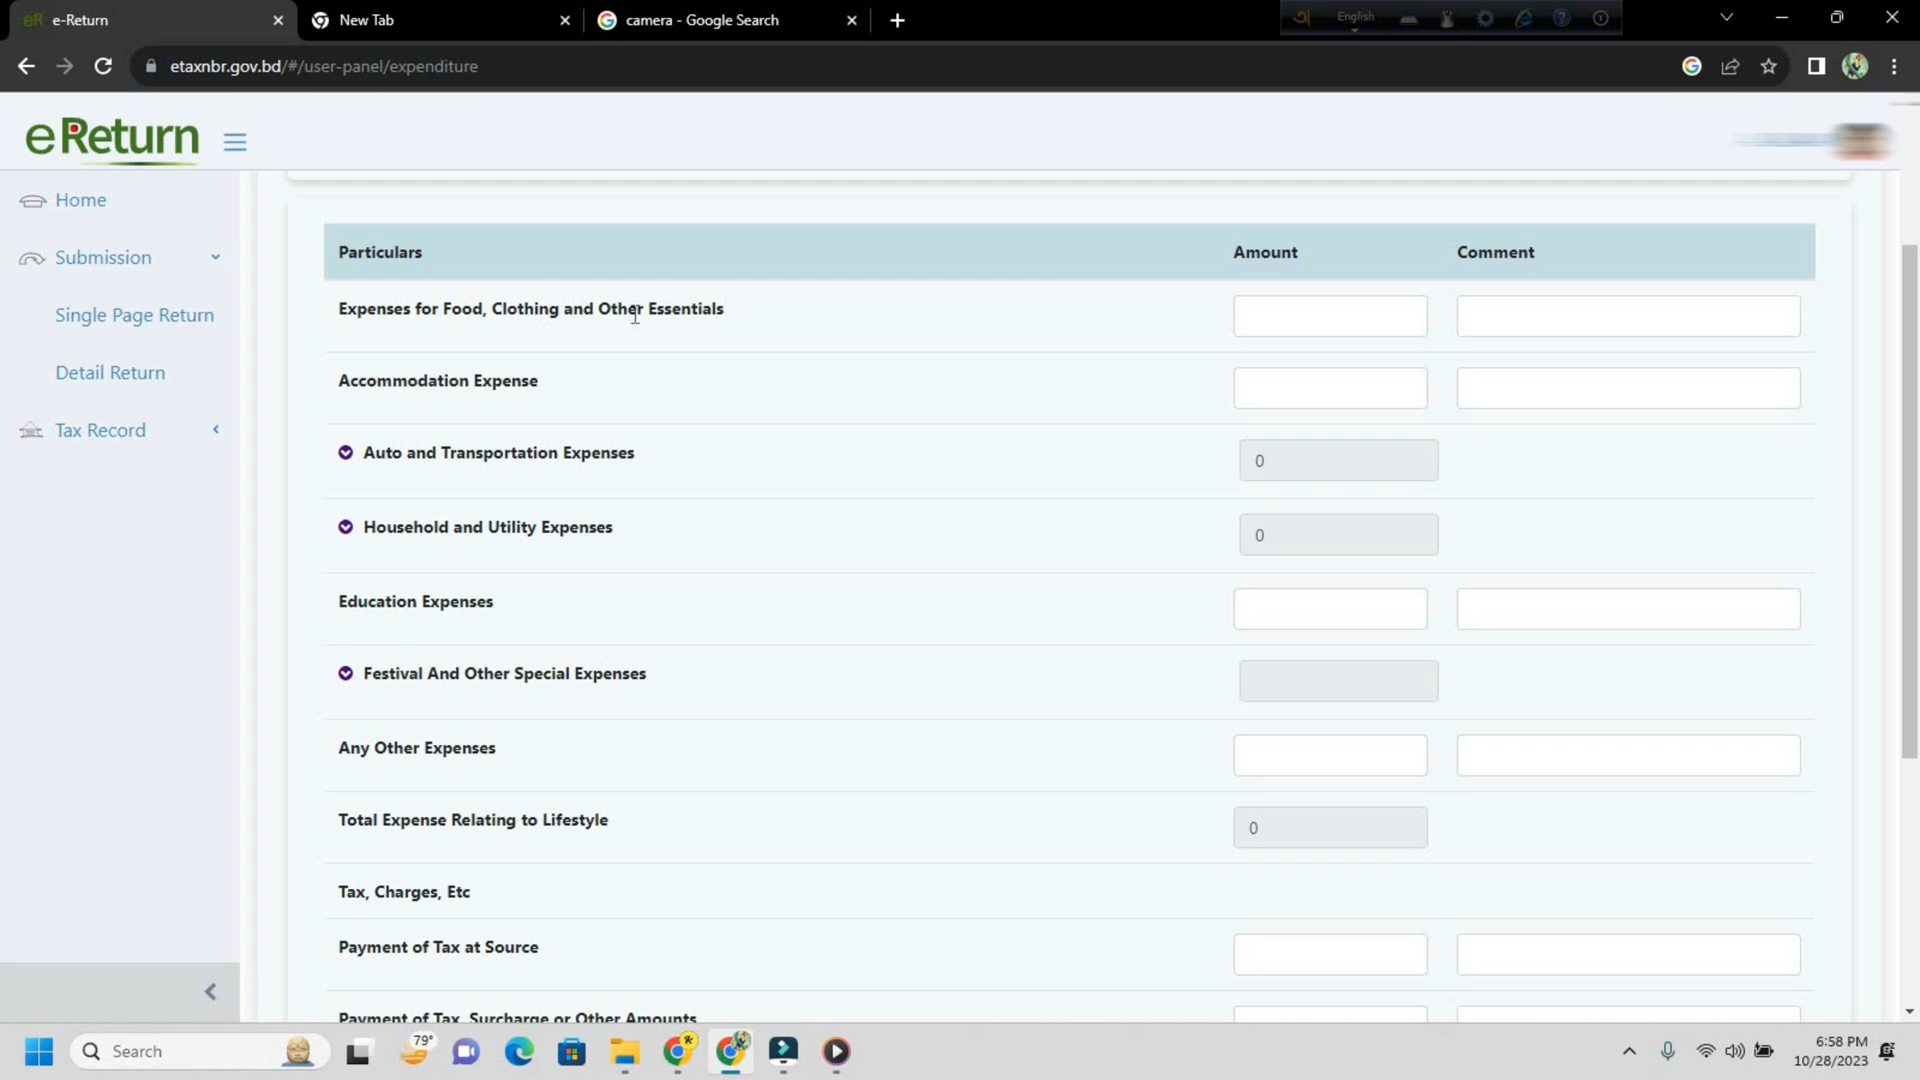 eR e-Return
New Tab
camera - Google Search
English
etaxnbr.gov.bd/#/user-panel/expenditure
eReturn
Home
Submission
Single Page Return
Detail Return
Tax Record
Particulars Amount Comment
Expenses for Food, Clothing and Other Essentials
Accommodation Expense
Auto and Transportation Expenses 0
Household and Utility Expenses 0
Education Expenses
Festival And Other Special Expenses
Any Other Expenses
Total Expense Relating to Lifestyle 0
Tax, Charges, Etc
Payment of Tax at Source
Payment of Tax, Surcharge or Other Amounts
Search
79°
6:58 PM
10/28/2023